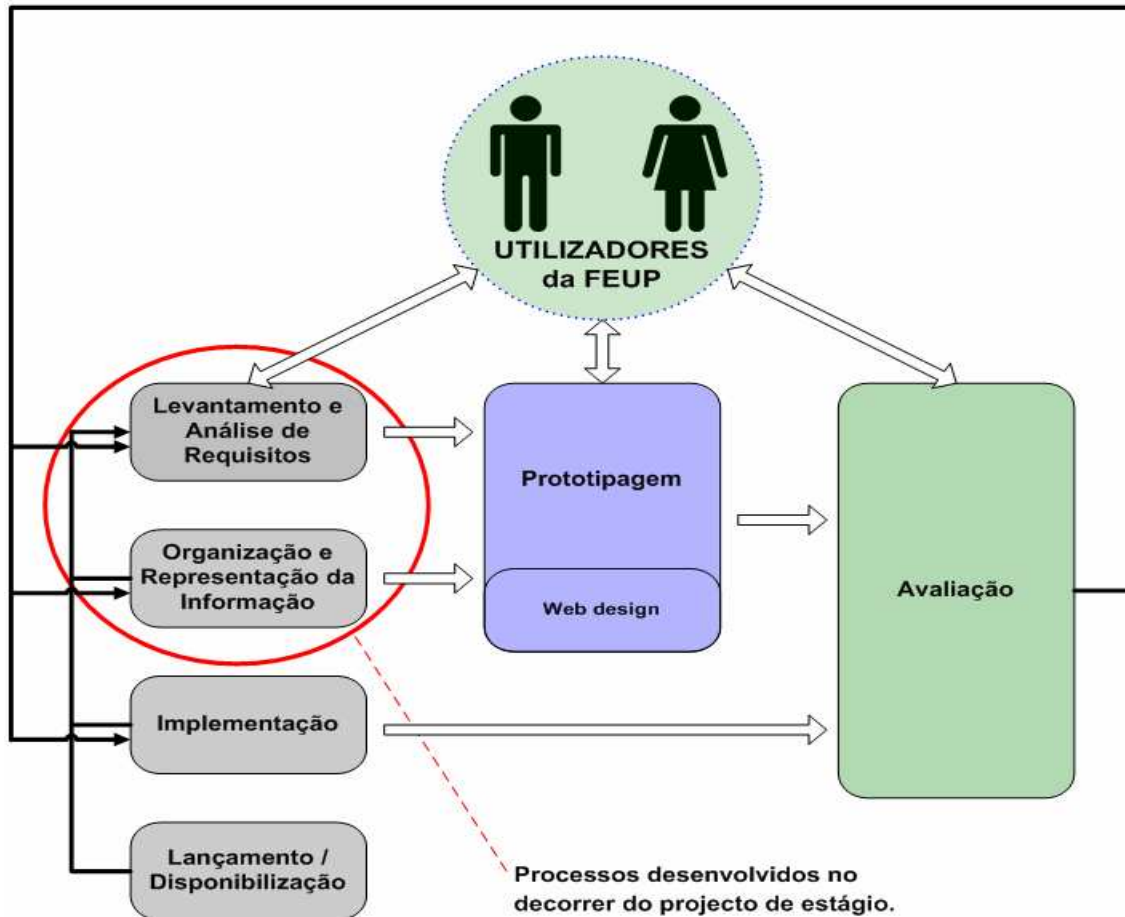 UTILIZADORES
da FEUP
Levantamento e
Análise de
Requisitos
Prototipagem
Web design
Organização e
Representação da
Informação
Avaliação
Implementação
Lançamento /
Disponibilização
Processos desenvolvidos no
decorrer do projecto de estágio.